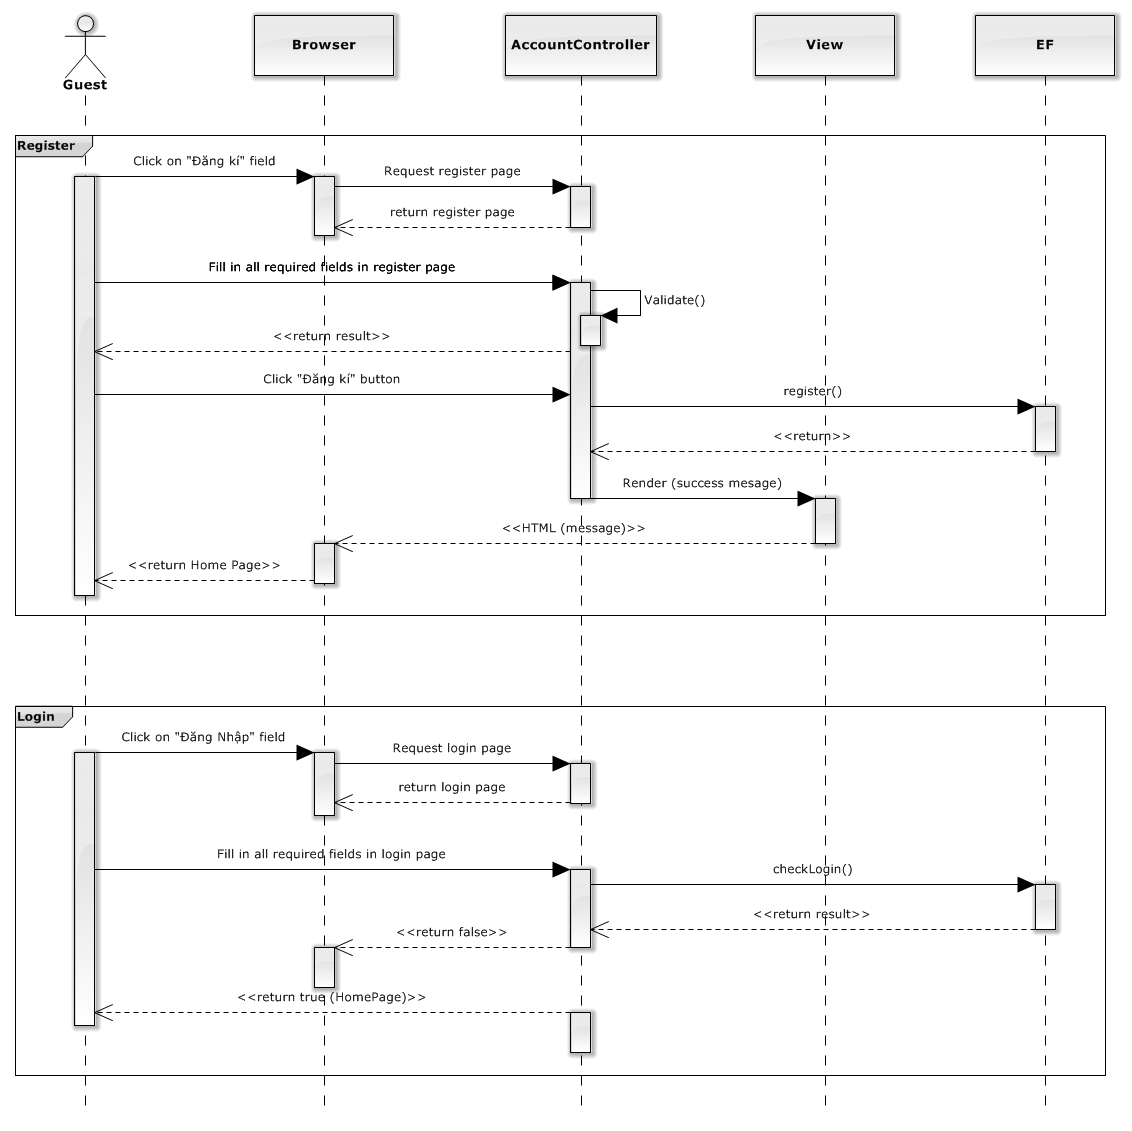 Guest
Browser
AccountController
View
EF
Register
Click on "Đăng kí" field
Request register page
return register page
Fill in all required fields in register page
Validate()
<<return result>>
Click "Đăng kí" button
register()
<<return>>
Render (success mesage)
<<HTML (message)>>
<<return Home Page>>
Login
Click on "Đăng Nhập" field
Request login page
return login page
Fill in all required fields in login page
checkLogin()
<<return result>>
<<return false>>
<<return true (HomePage)>>